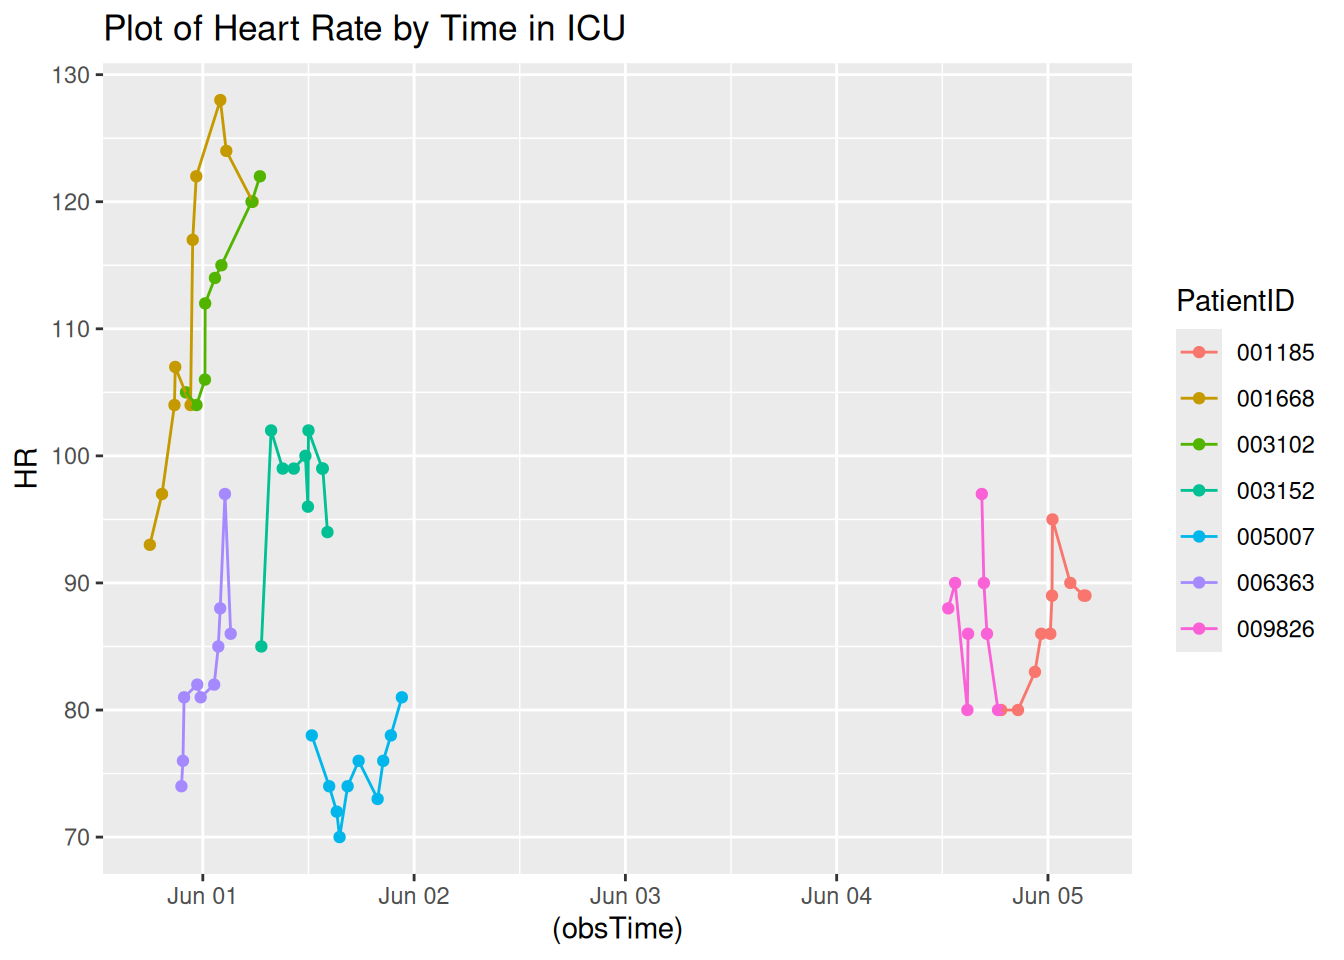 Plot of Heart Rate by Time in ICU
130
120
110
100
90
80
70
HR
Jun 01 Jun 02 Jun 03 Jun 04 Jun 05
(obsTime)
PatientID
001185
001668
003102
003152
005007
006363
009826